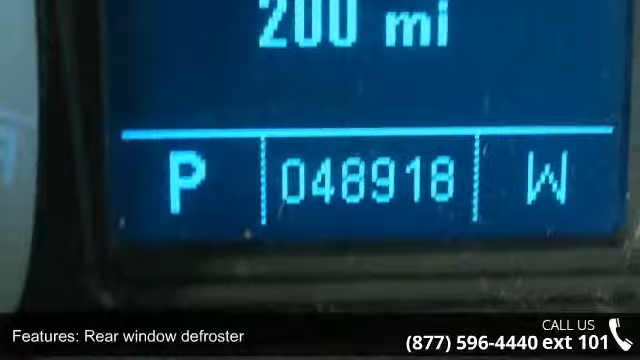 200 mi
P 048918 W
CALL US
Features: Rear window defroster
(877) 596-4440 ext 101